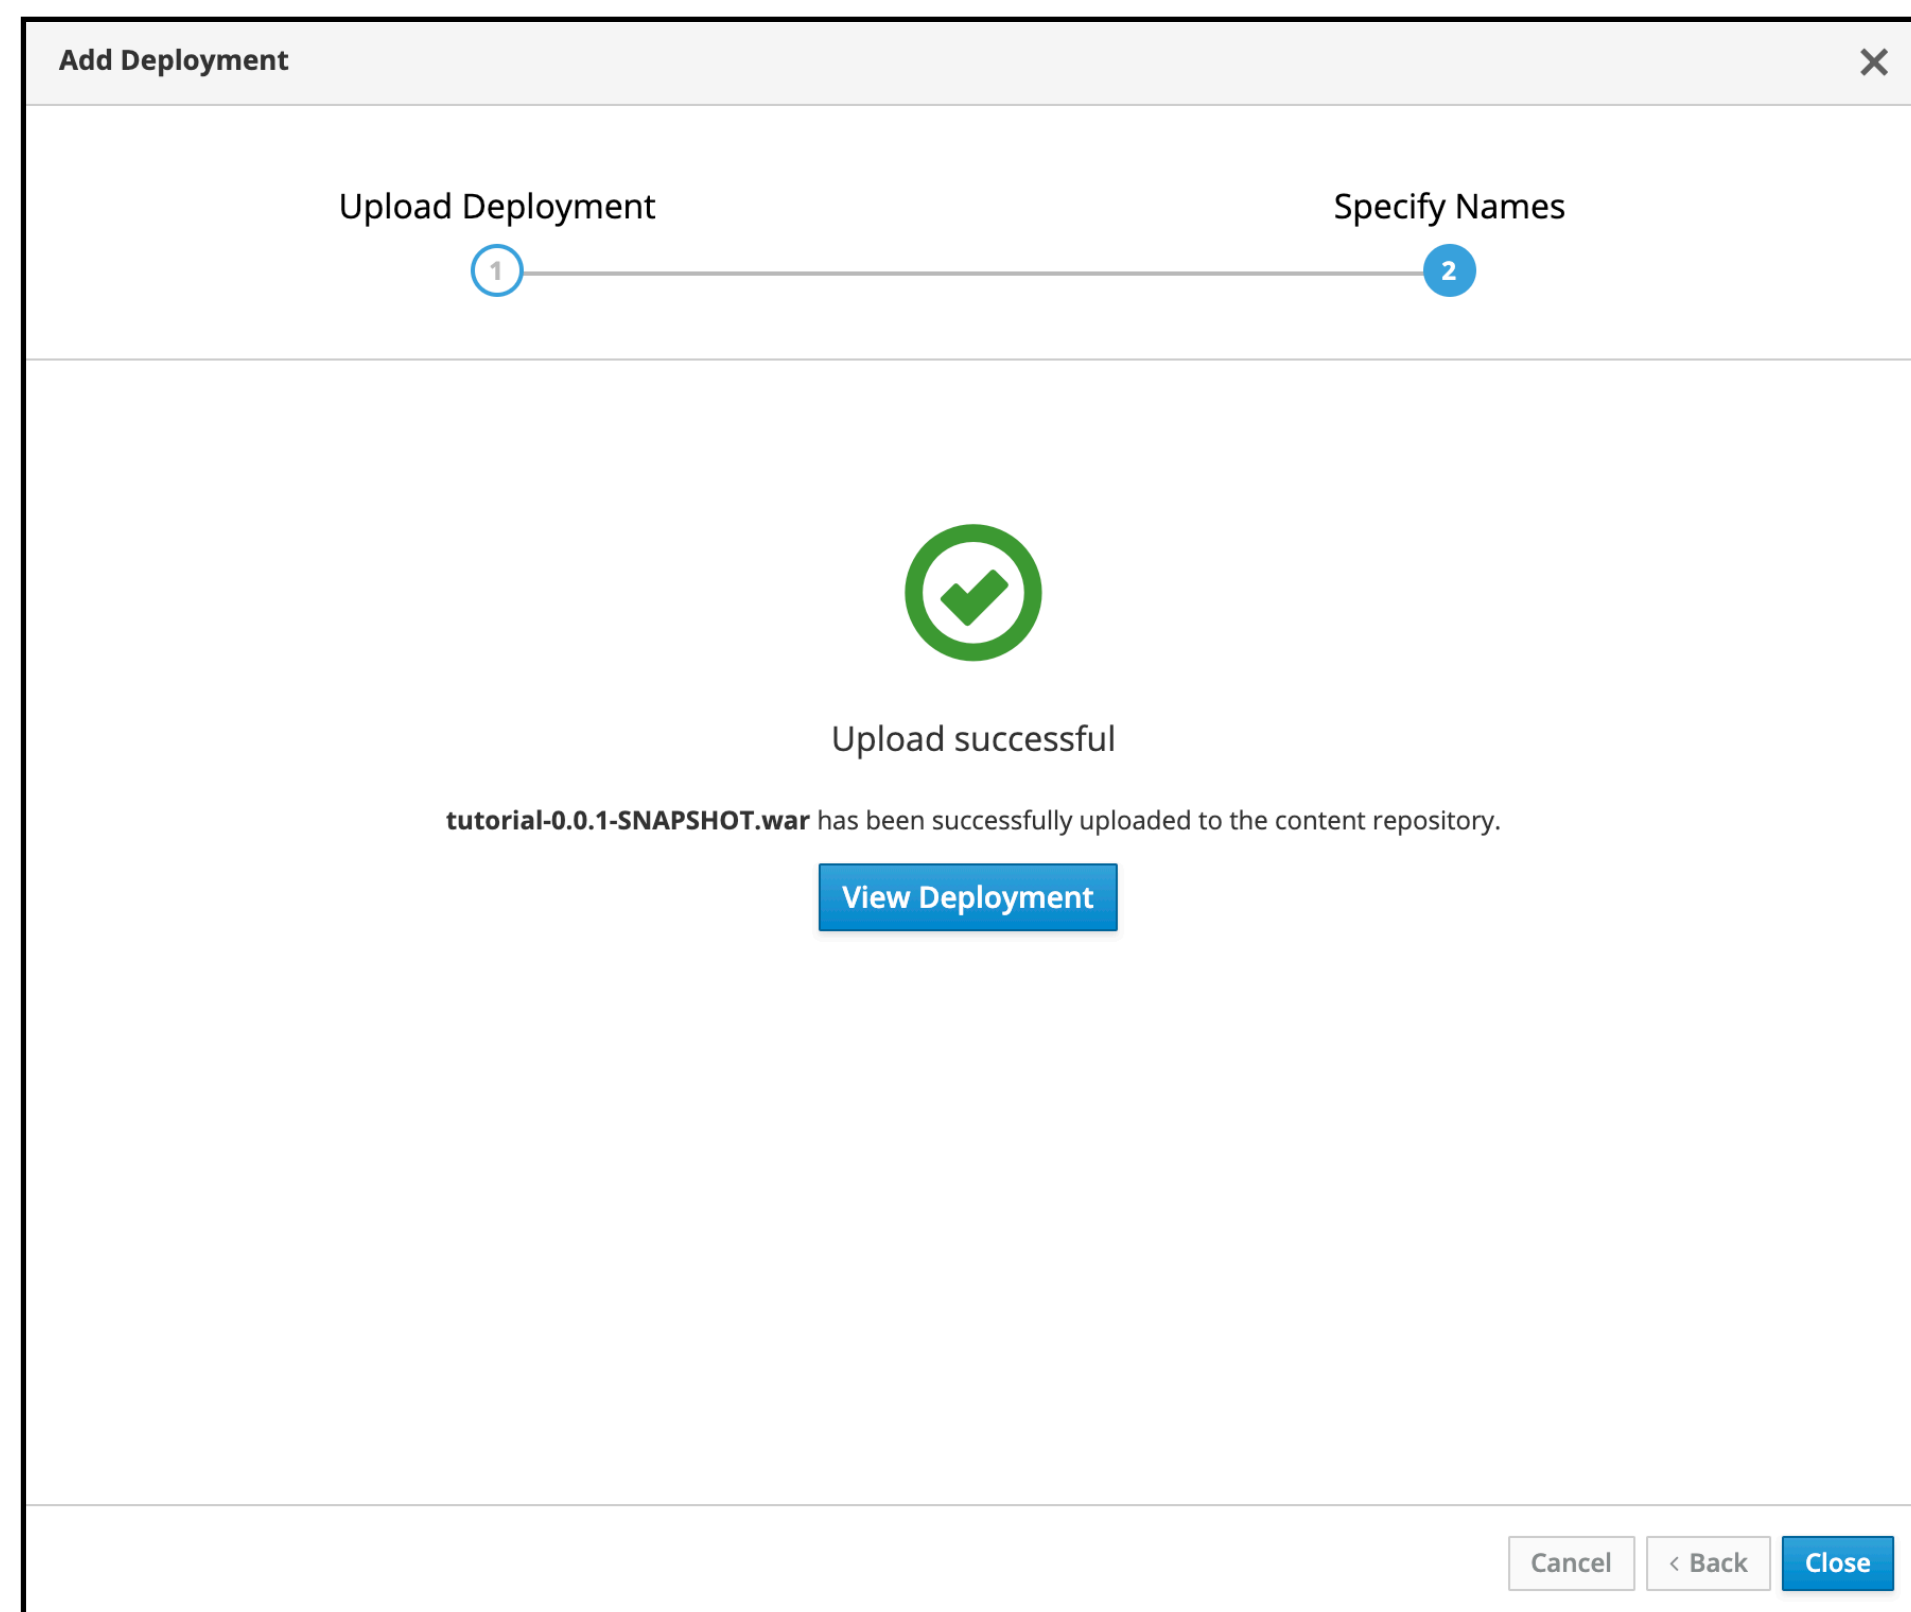 Add Deployment
Upload Deployment
Specify Names
1
2
Upload successful
tutorial-0.0.1-SNAPSHOT.war has been successfully uploaded to the content repository.
View Deployment
Cancel
< Back
Close